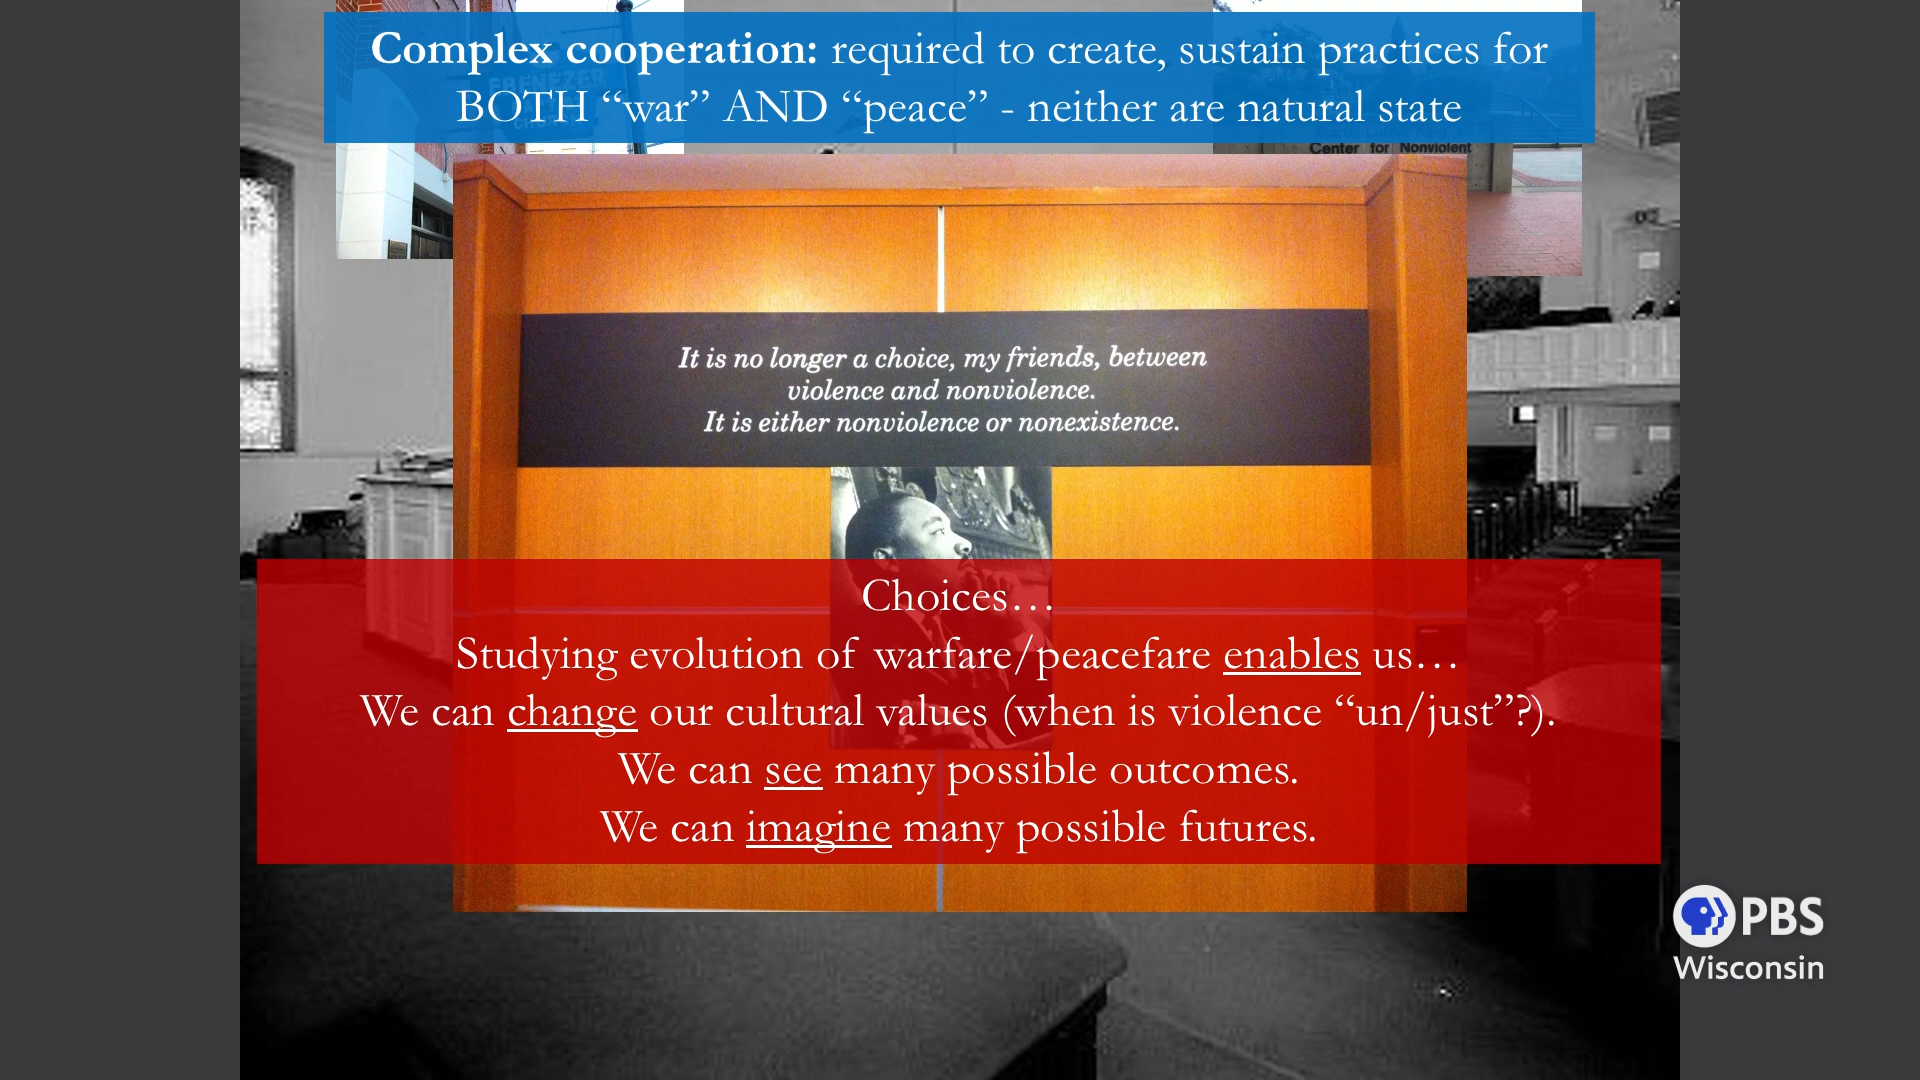 Complex cooperation: required to create, sustain practices for
BOTH “war” AND “peace” - neither are natural state
EBENEZER
Center for Nonviolent
It is no longer a choice, my friends, between
violence and nonviolence.
It is either nonviolence or nonexistence.
Choices…
Studying evolution of warfare/peacefare enables us…
We can change our cultural values (when is violence “un/just”?).
We can see many possible outcomes.
We can imagine many possible futures.
PBS
Wisconsin